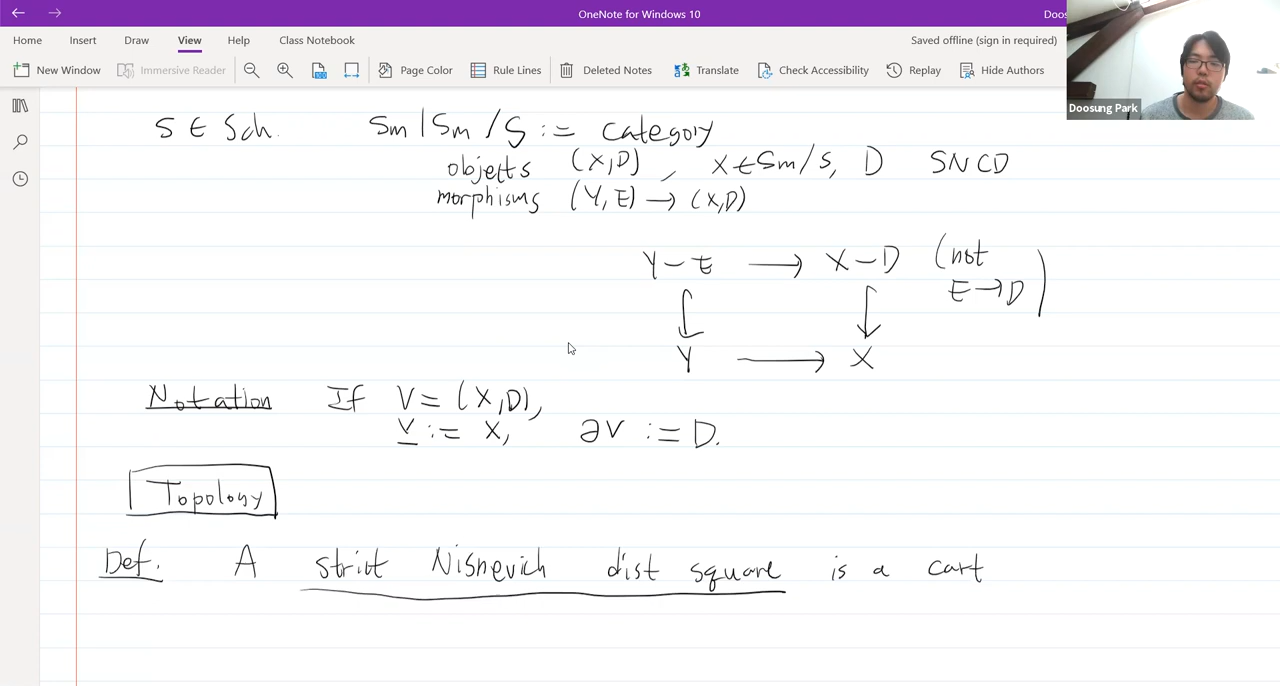 OneNote for Windows 10
Doos
Home Insert Draw View Help Class Notebook
Saved offline (sign in required)
New Window Immersive Reader Page Color Rule Lines Deleted Notes Translate Check Accessibility Replay Hide Authors
Doosung Park
S ∈ Sch. Sm/Sm/S := category
objects (X,D), X∈Sm/S, D SNCD
morphisms (Y,E) → (X,D)
Y-E → X-D (not
E→D)
Y → X
Notation If V = (X,D),
V := X, ∂V := D.
Topology
Def. A strict Nisnevich dist square is a cart